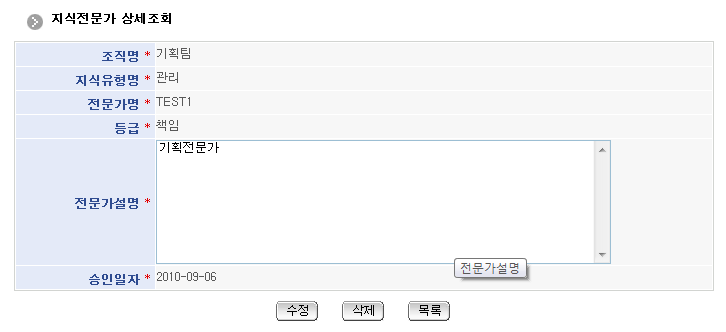 지식전문가 상세조회
조직명 * 기획팀
지식유형명 * 관리
전문가명 * TEST1
등급 * 책임
기획전문가
전문가설명 *
전문가설명
승인일자 * 2010-09-06
수정 삭제 목록